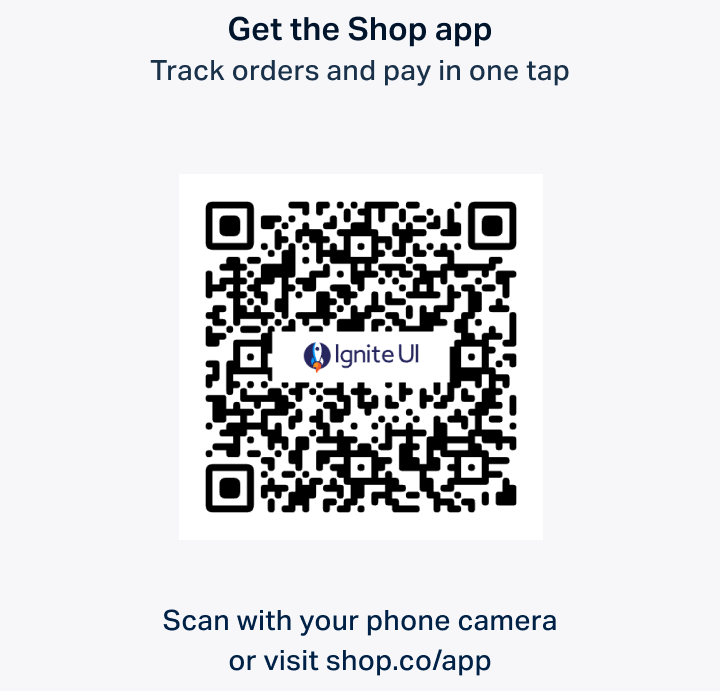 Get the Shop app
Track orders and pay in one tap
Ignite UI
Scan with your phone camera
or visit shop.co/app